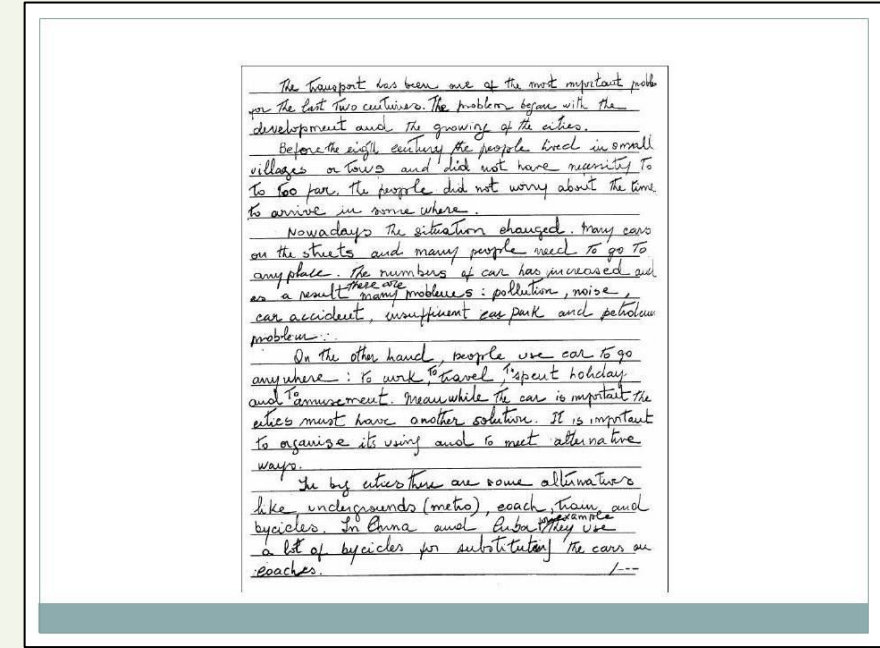 The transport has been one of the most mportaut proble
for the last two centuires. The problem began with the
development and the growing of the cities.
Before the eigth century the people lived in small
villages or tows and did not have necessity to
to too far. the people did not worry about the time
to arrive in some where.
Nowadays the situation changed. many cars
on the streets and many people need to go to
any place. The numbers of car has increased and
es a result there are many problems : pollution, noise,
car accident, insufficent car park and petroleum
problem.
On the other hand, people use car to go
anywhere : to work, to travel, to spent holiday
and to amusement. Meanwhile the car is importat the
cities must have another solution. It is important
to organise its using and to meet alternative
ways.
In big cities there are some alternatives
like undergrounds (metro), coach, train and
bycicles. In China and Cuba for example they use
a lot of bycicles for substituting the cars on
coaches. /---